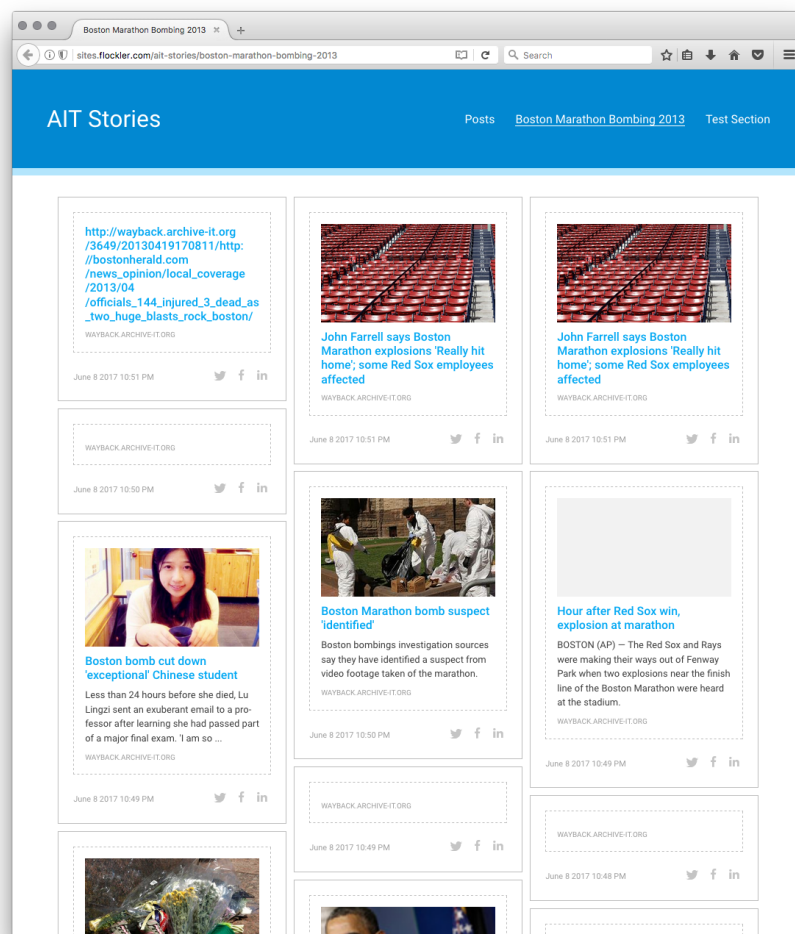 Boston Marathon Bombing 2013
sites.flockler.com/ait-stories/boston-marathon-bombing-2013
Search
AIT Stories
Posts
Boston Marathon Bombing 2013
Test Section
http://wayback.archive-it.org
/3649/20130419170811/http:
//bostonherald.com
/news_opinion/local_coverage
/2013/04
/officials_144_injured_3_dead_as
_two_huge_blasts_rock_boston/
WAYBACK.ARCHIVE-IT.ORG
June 8 2017 10:51 PM
WAYBACK.ARCHIVE-IT.ORG
June 8 2017 10:50 PM
Boston bomb cut down
'exceptional' Chinese student
Less than 24 hours before she died, Lu
Lingzi sent an exuberant email to a pro-
fessor after learning she had passed part
of a major final exam. 'I am so ...
WAYBACK.ARCHIVE-IT.ORG
June 8 2017 10:49 PM
John Farrell says Boston
Marathon explosions 'Really hit
home'; some Red Sox employees
affected
WAYBACK.ARCHIVE-IT.ORG
June 8 2017 10:51 PM
Boston Marathon bomb suspect
'identified'
Boston bombings investigation sources
say they have identified a suspect from
video footage taken of the marathon.
WAYBACK.ARCHIVE-IT.ORG
June 8 2017 10:50 PM
WAYBACK.ARCHIVE-IT.ORG
June 8 2017 10:49 PM
John Farrell says Boston
Marathon explosions 'Really hit
home'; some Red Sox employees
affected
WAYBACK.ARCHIVE-IT.ORG
June 8 2017 10:51 PM
Hour after Red Sox win,
explosion at marathon
BOSTON (AP) — The Red Sox and Rays
were making their ways out of Fenway
Park when two explosions near the finish
line of the Boston Marathon were heard
at the stadium.
WAYBACK.ARCHIVE-IT.ORG
June 8 2017 10:49 PM
WAYBACK.ARCHIVE-IT.ORG
June 8 2017 10:48 PM